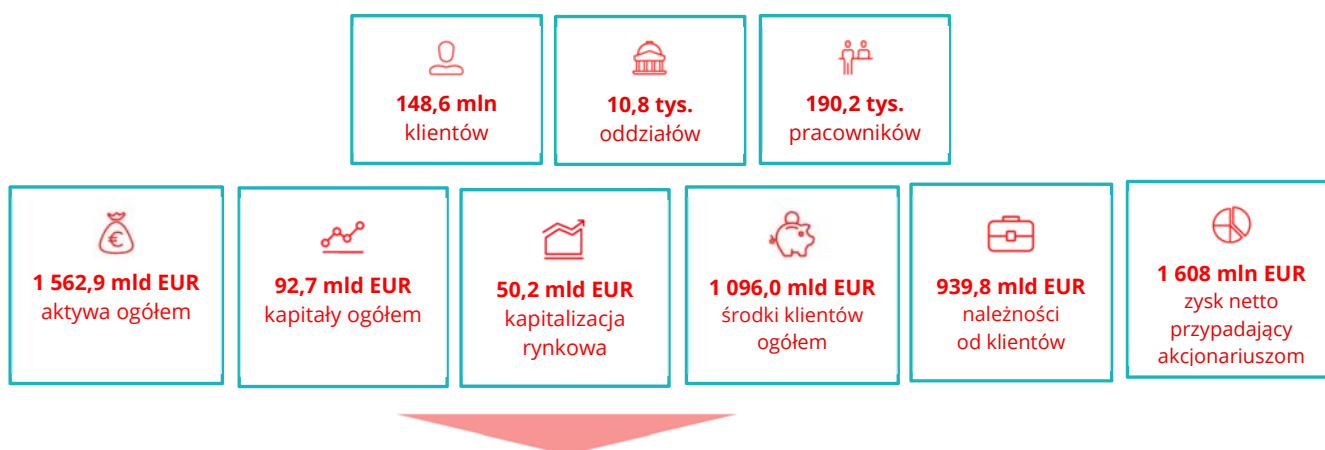 148,6 mln
klientów
10,8 tys.
oddziałów
190,2 tys.
pracowników
€
1 562,9 mld EUR
aktywa ogółem
92,7 mld EUR
kapitały ogółem
50,2 mld EUR
kapitalizacja
rynkowa
1 096,0 mld EUR
środki klientów
ogółem
939,8 mld EUR
należności
od klientów
1 608 mln EUR
zysk netto
przypadający
akcjonariuszom